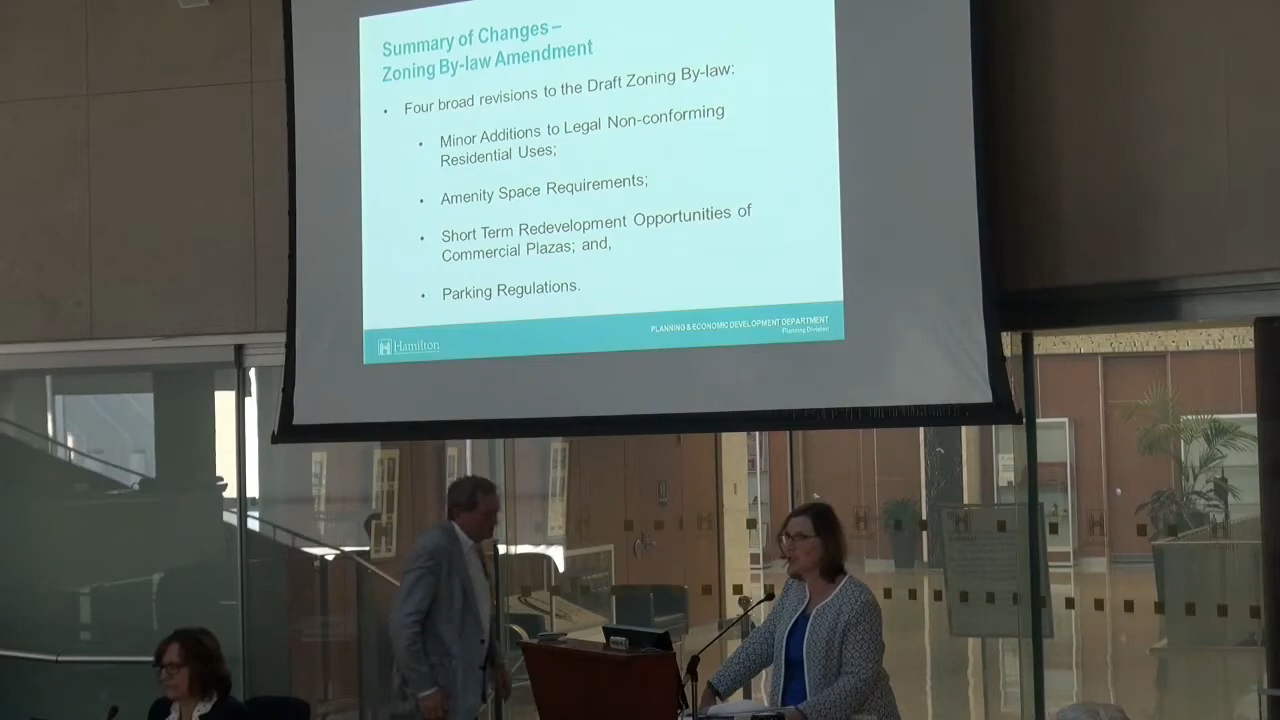 Summary of Changes –
Zoning By-law Amendment
• Four broad revisions to the Draft Zoning By-law:
• Minor Additions to Legal Non-conforming
Residential Uses;
• Amenity Space Requirements;
• Short Term Redevelopment Opportunities of
Commercial Plazas; and,
• Parking Regulations.
PLANNING & ECONOMIC DEVELOPMENT DEPARTMENT
Planning Division
Hamilton